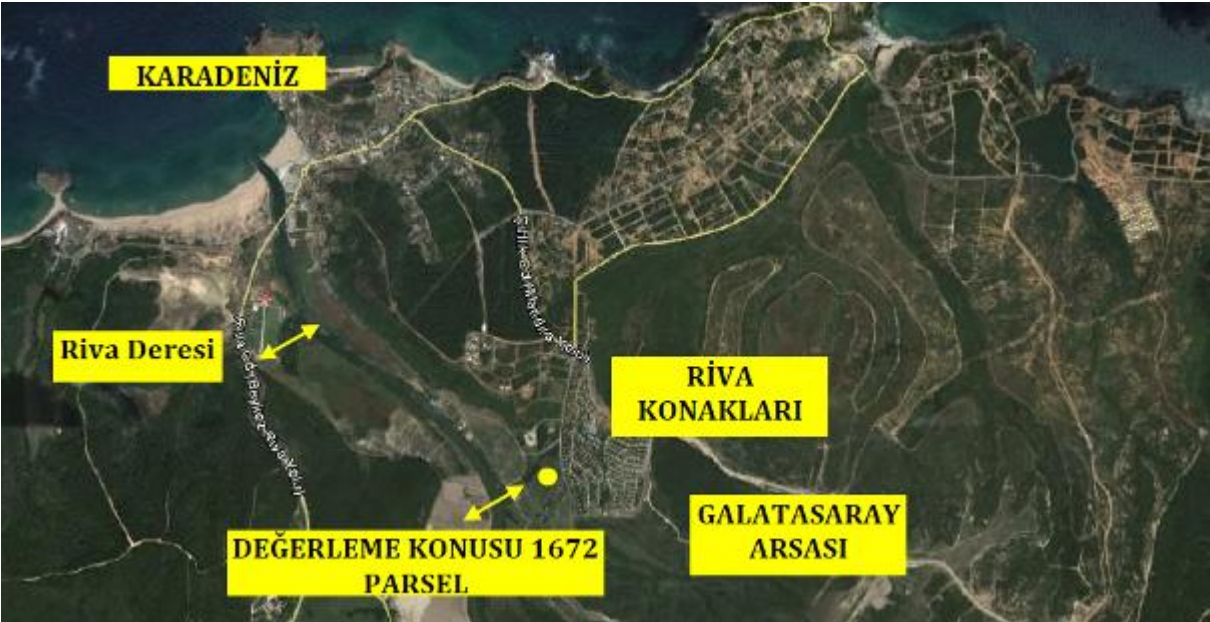 KARADENİZ
Riva Deresi
RİVA
KONAKLARI
GALATASARAY
ARSASI
DEĞERLEME KONUSU 1672
PARSEL